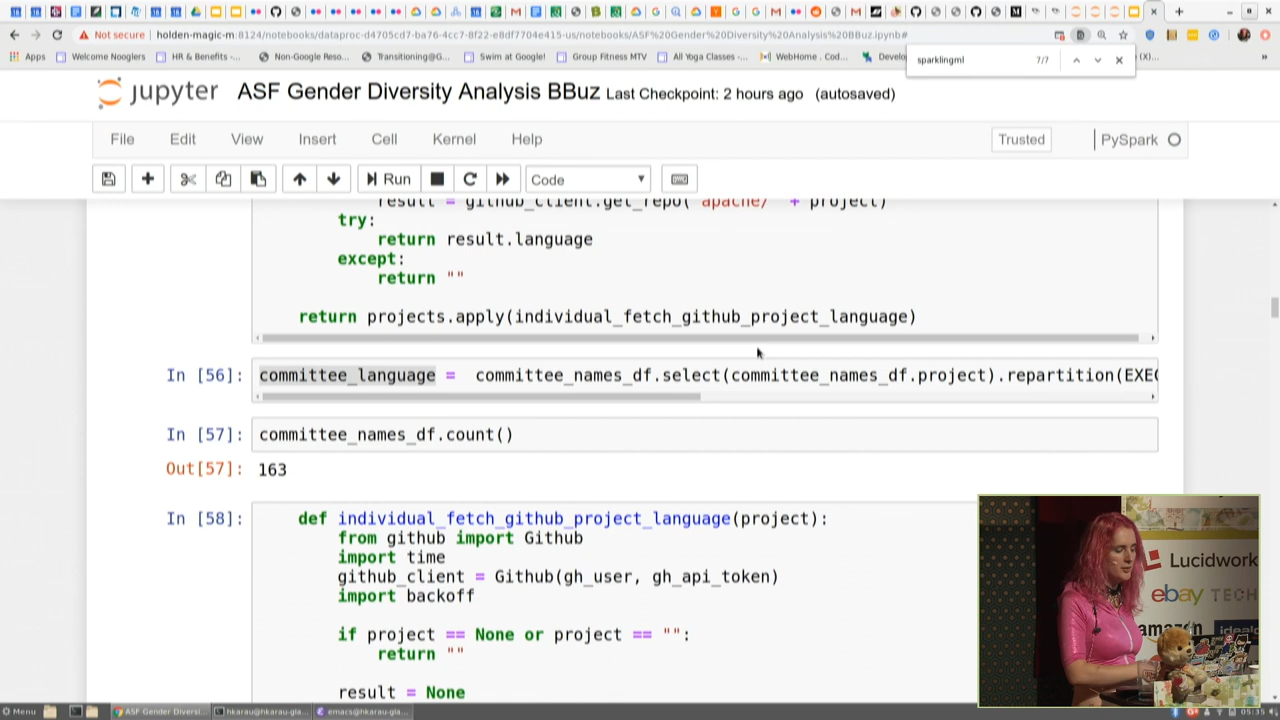 Not secure | holden-magic-m:8124/notebooks/dataproc-d4705cd7-ba76-4cc7-8f22-e8df7704e415-us/notebooks/ASF%20Gender%20Diversity%20Analysis%20BBuz.ipynb#
Apps Welcome Nooglers HR & Benefits -... Non-Google Reso... Transitioning@G... Swim at Google! Group Fitness MTV All Yoga Classes -... WebHome . Cod... Develo (X)...
sparklingml 7/7
jupyter ASF Gender Diversity Analysis BBuz Last Checkpoint: 2 hours ago (autosaved)
File Edit View Insert Cell Kernel Help Trusted PySpark
Run Code
result = github_client.get_repo("apache/" + project)
try:
return result.language
except:
return ""
return projects.apply(individual_fetch_github_project_language)
In [56]: committee_language = committee_names_df.select(committee_names_df.project).repartition(EXEC
In [57]: committee_names_df.count()
Out[57]: 163
In [58]: def individual_fetch_github_project_language(project):
from github import Github
import time
github_client = Github(gh_user, gh_api_token)
import backoff
if project == None or project == "":
return ""
result = None
Lucidwork
ebay TECH
amazon idealo
Menu ASF Gender Diversi... hkarau@hkarau-gla... emacs@hkarau-gla... 05:35